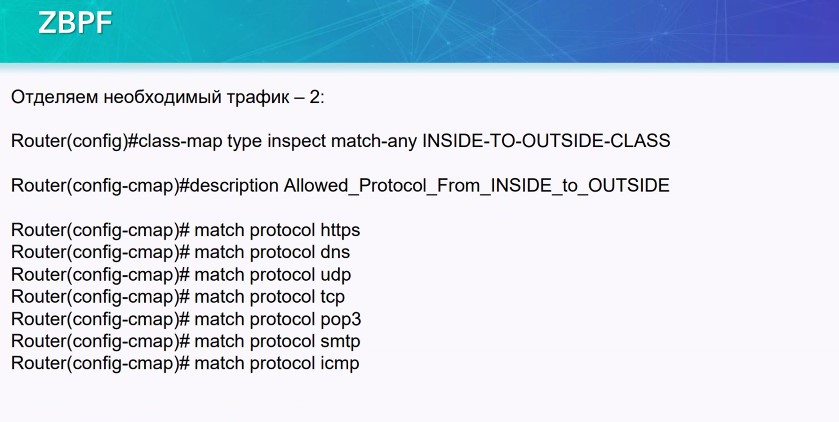 ZBPF
Отделяем необходимый трафик – 2:
Router(config)#class-map type inspect match-any INSIDE-TO-OUTSIDE-CLASS
Router(config-cmap)#description Allowed_Protocol_From_INSIDE_to_OUTSIDE
Router(config-cmap)# match protocol https
Router(config-cmap)# match protocol dns
Router(config-cmap)# match protocol udp
Router(config-cmap)# match protocol tcp
Router(config-cmap)# match protocol pop3
Router(config-cmap)# match protocol smtp
Router(config-cmap)# match protocol icmp